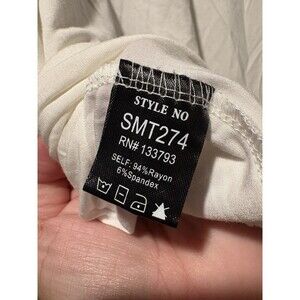 STYLE NO
SMT274
RN# 133793
SELF: 94%Rayon
6%Spandex